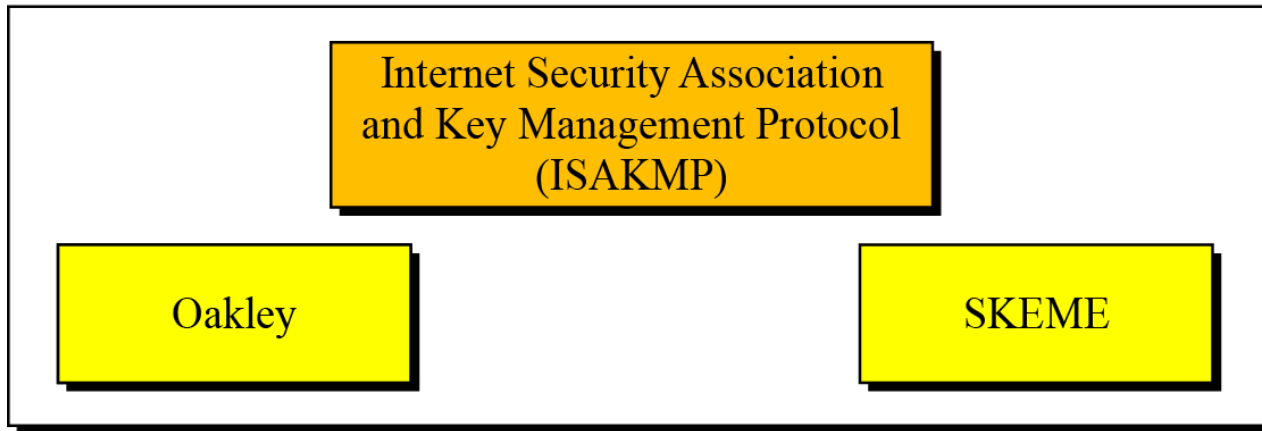 Internet Security Association
and Key Management Protocol
(ISAKMP)
Oakley
SKEME